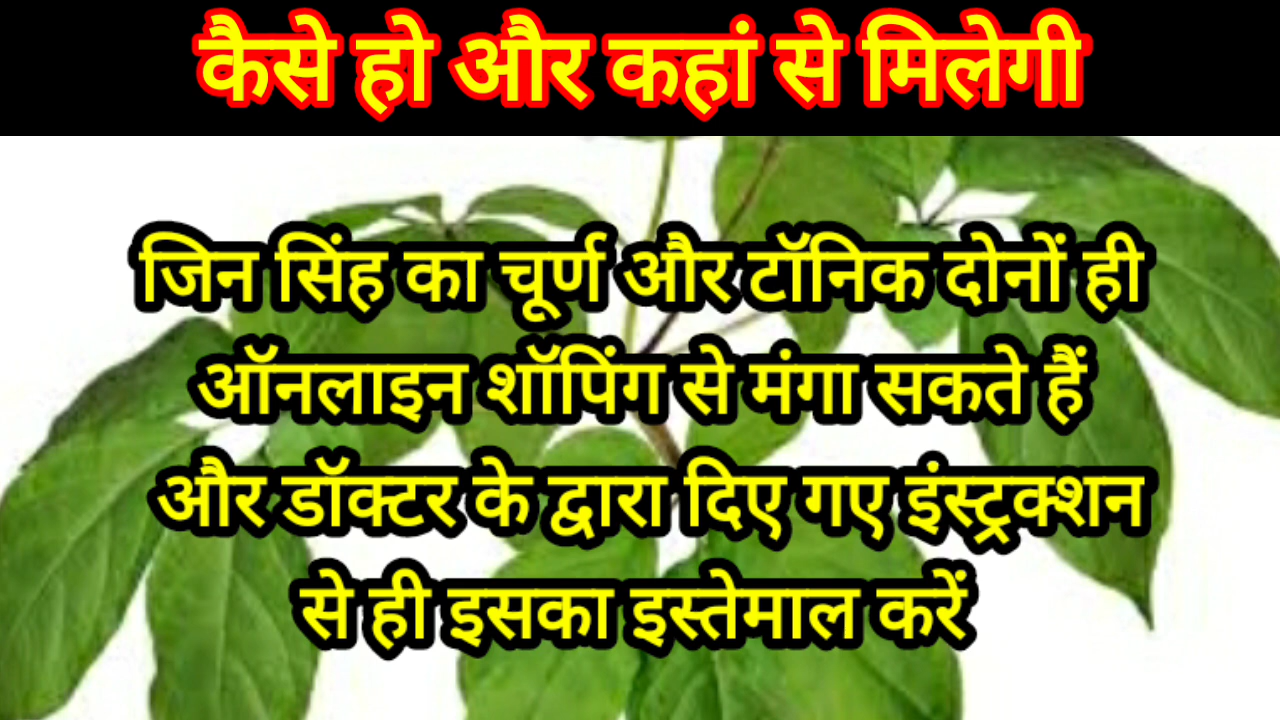 कैसे हो और कहां से मिलेगी
जिन सिंह का चूर्ण और टॉनिक दोनों ही
ऑनलाइन शॉपिंग से मंगा सकते हैं
और डॉक्टर के द्वारा दिए गए इंस्ट्रक्शन
से ही इसका इस्तेमाल करें